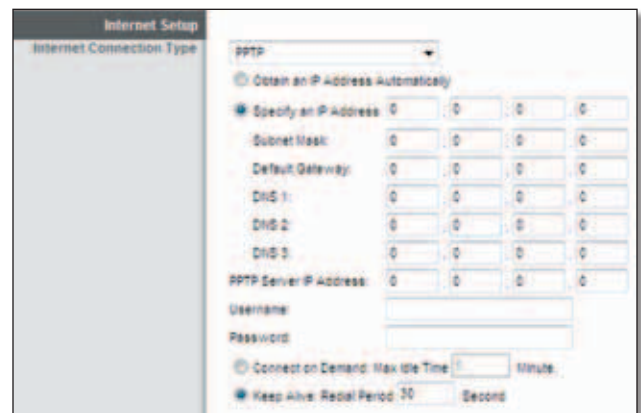 Internet Setup
Internet Connection Type
PPTP
Obtain an IP Address Automatically
Specify an IP Address: 0 . 0 . 0 . 0
Subnet Mask: 0 . 0 . 0 . 0
Default Gateway: 0 . 0 . 0 . 0
DNS 1: 0 . 0 . 0 . 0
DNS 2: 0 . 0 . 0 . 0
DNS 3: 0 . 0 . 0 . 0
PPTP Server IP Address: 0 . 0 . 0 . 0
Username:
Password:
Connect on Demand: Max Idle Time Minute.
Keep Alive: Redial Period 30 Second